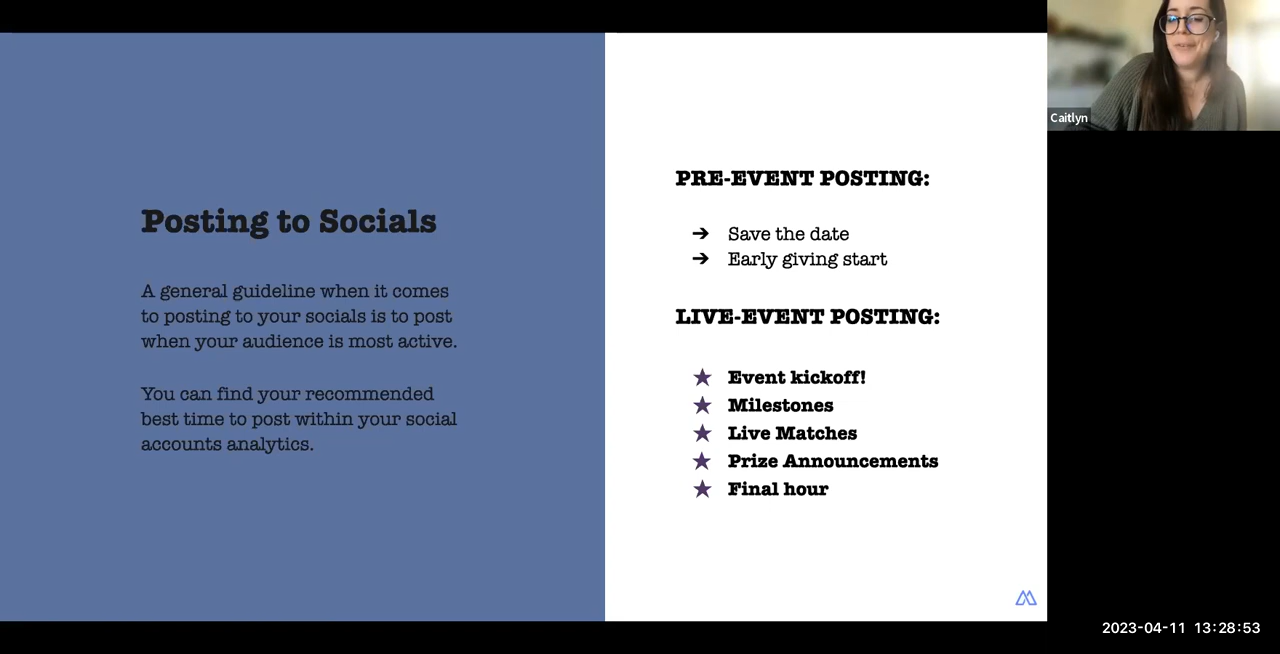 Posting to Socials
A general guideline when it comes
to posting to your socials is to post
when your audience is most active.
You can find your recommended
best time to post within your social
accounts analytics.
PRE-EVENT POSTING:
➔ Save the date
➔ Early giving start
LIVE-EVENT POSTING:
★ Event kickoff!
★ Milestones
★ Live Matches
★ Prize Announcements
★ Final hour
Caitlyn
2023-04-11 13:28:53